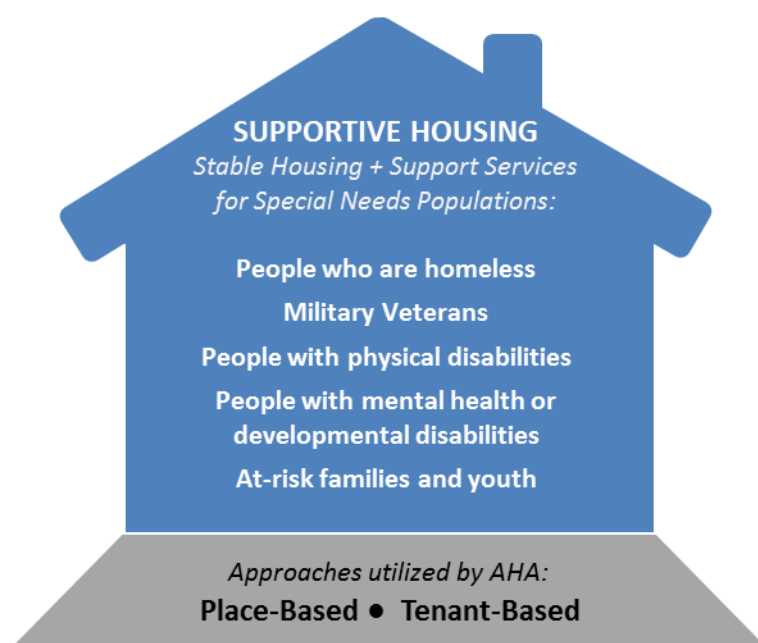 SUPPORTIVE HOUSING
Stable Housing + Support Services
for Special Needs Populations:
People who are homeless
Military Veterans
People with physical disabilities
People with mental health or
developmental disabilities
At-risk families and youth
Approaches utilized by AHA:
Place-Based ● Tenant-Based